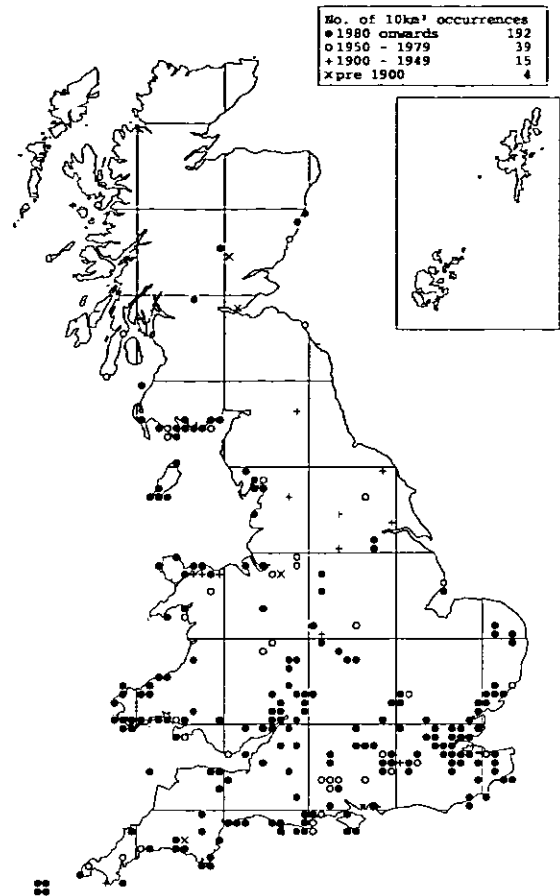 No. of 10km² occurrences
● 1980 onwards 192
○ 1950 - 1979 39
+ 1900 - 1949 15
× pre 1900 4